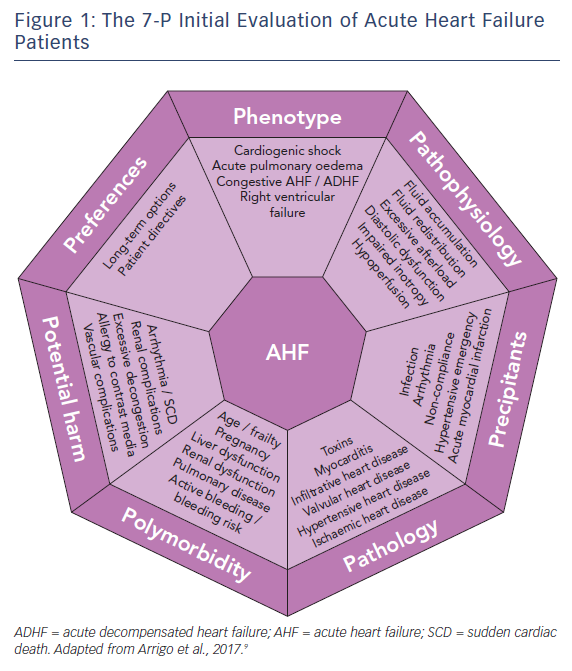 Figure 1: The 7-P Initial Evaluation of Acute Heart Failure
Patients
Phenotype
Cardiogenic shock
Acute pulmonary oedema
Congestive AHF / ADHF
Right ventricular
failure
Pathophysiology
Fluid accumulation
Fluid redistribution
Excessive afterload
Diastolic dysfunction
Impaired inotropy
Hypoperfusion
Precipitants
Infection
Arrhythmia
Non-compliance
Hypertensive emergency
Acute myocardial infarction
Pathology
Toxins
Myocarditis
Infiltrative heart disease
Valvular heart disease
Hypertensive heart disease
Ischaemic heart disease
Polymorbidity
Age / frailty
Pregnancy
Liver dysfunction
Renal dysfunction
Pulmonary disease
Active bleeding /
bleeding risk
Potential harm
Arrhythmia / SCD
Renal complications
Excessive decongestion
Allergy to contrast media
Vascular complications
Preferences
Long-term options
Patient directives
AHF
ADHF = acute decompensated heart failure; AHF = acute heart failure; SCD = sudden cardiac
death. Adapted from Arrigo et al., 2017.⁹